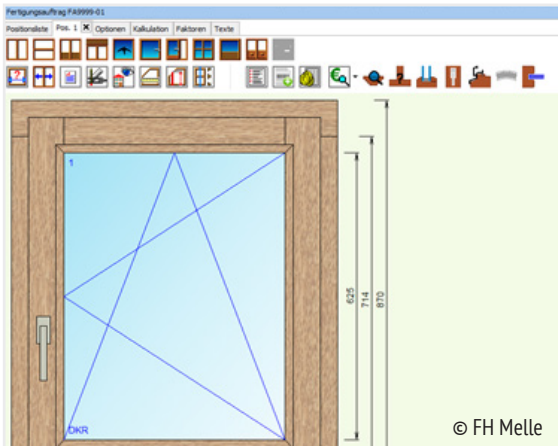 Fertigungsauftrag FA9999-01
Positionsliste Pos. 1 Optionen Kalkulation Faktoren Texte
1
625
714
870
DKR
© FH Melle